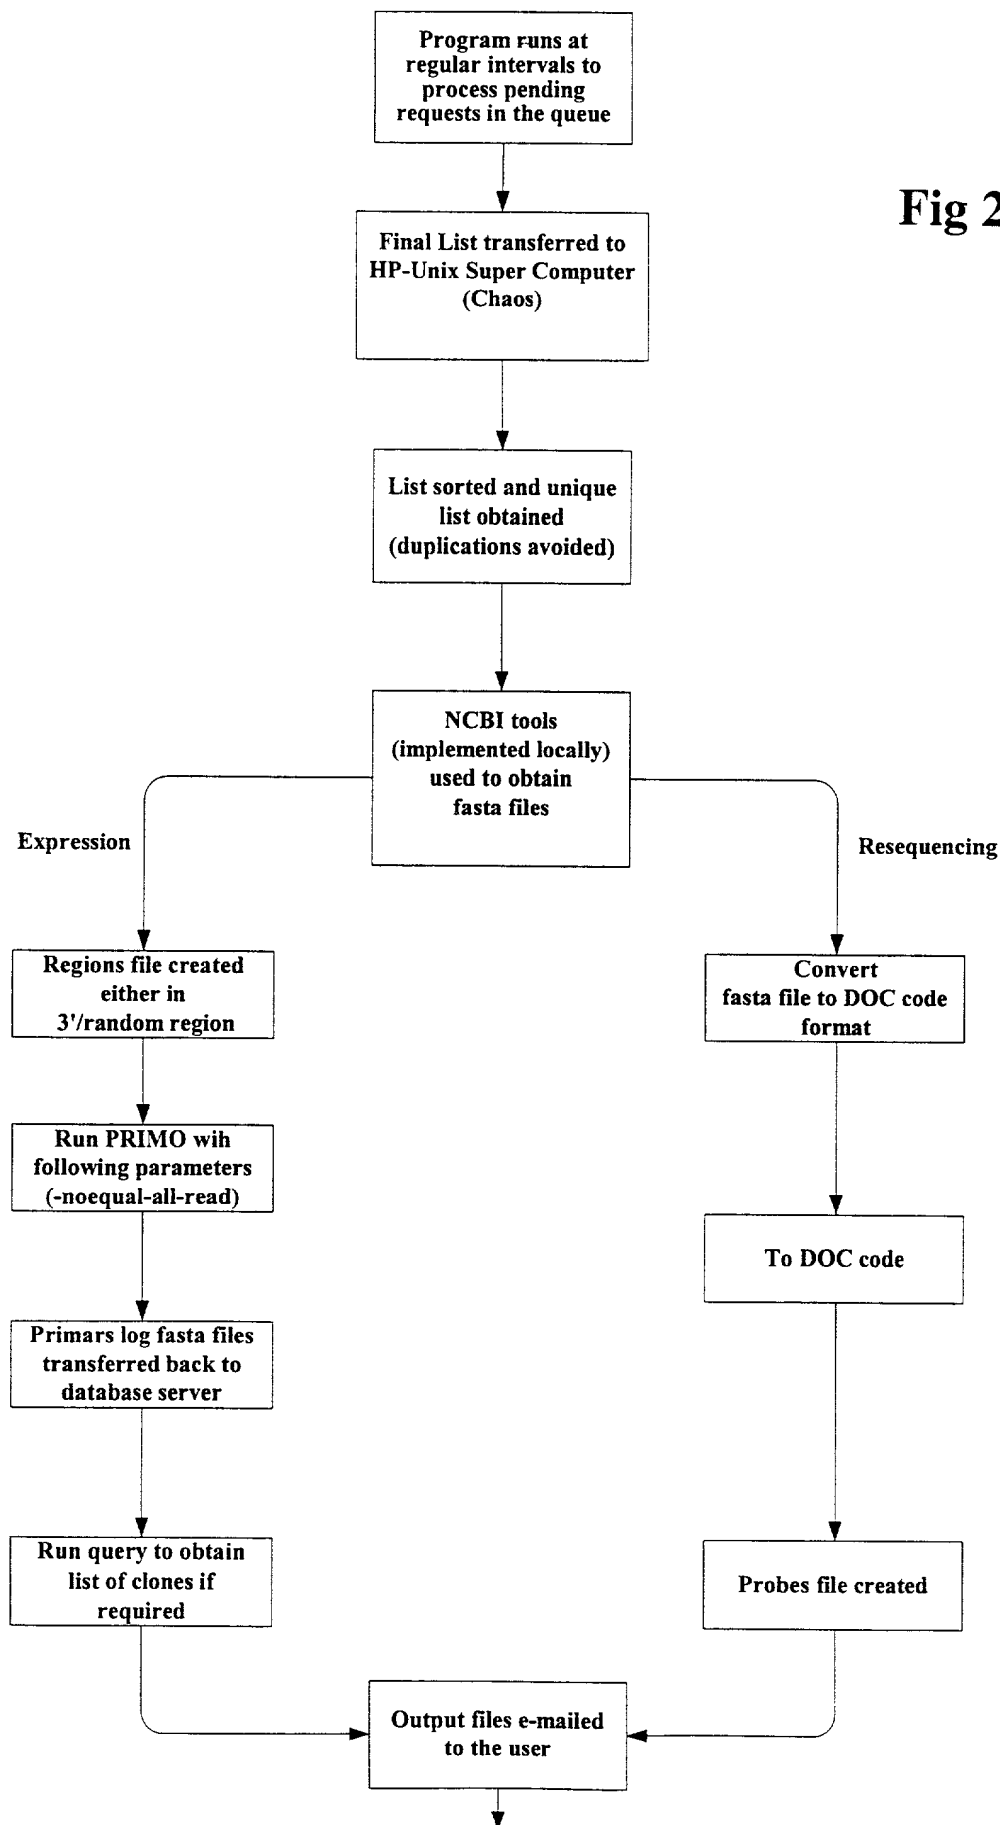 Program runs at
regular intervals to
process pending
requests in the queue
Fig 2
Final List transferred to
HP-Unix Super Computer
(Chaos)
List sorted and unique
list obtained
(duplications avoided)
NCBI tools
(implemented locally)
used to obtain
fasta files
Expression
Resequencing
Regions file created
either in
3'/random region
Convert
fasta file to DOC code
format
Run PRIMO wih
following parameters
(-noequal-all-read)
To DOC code
Primars log fasta files
transferred back to
database server
Run query to obtain
list of clones if
required
Probes file created
Output files e-mailed
to the user